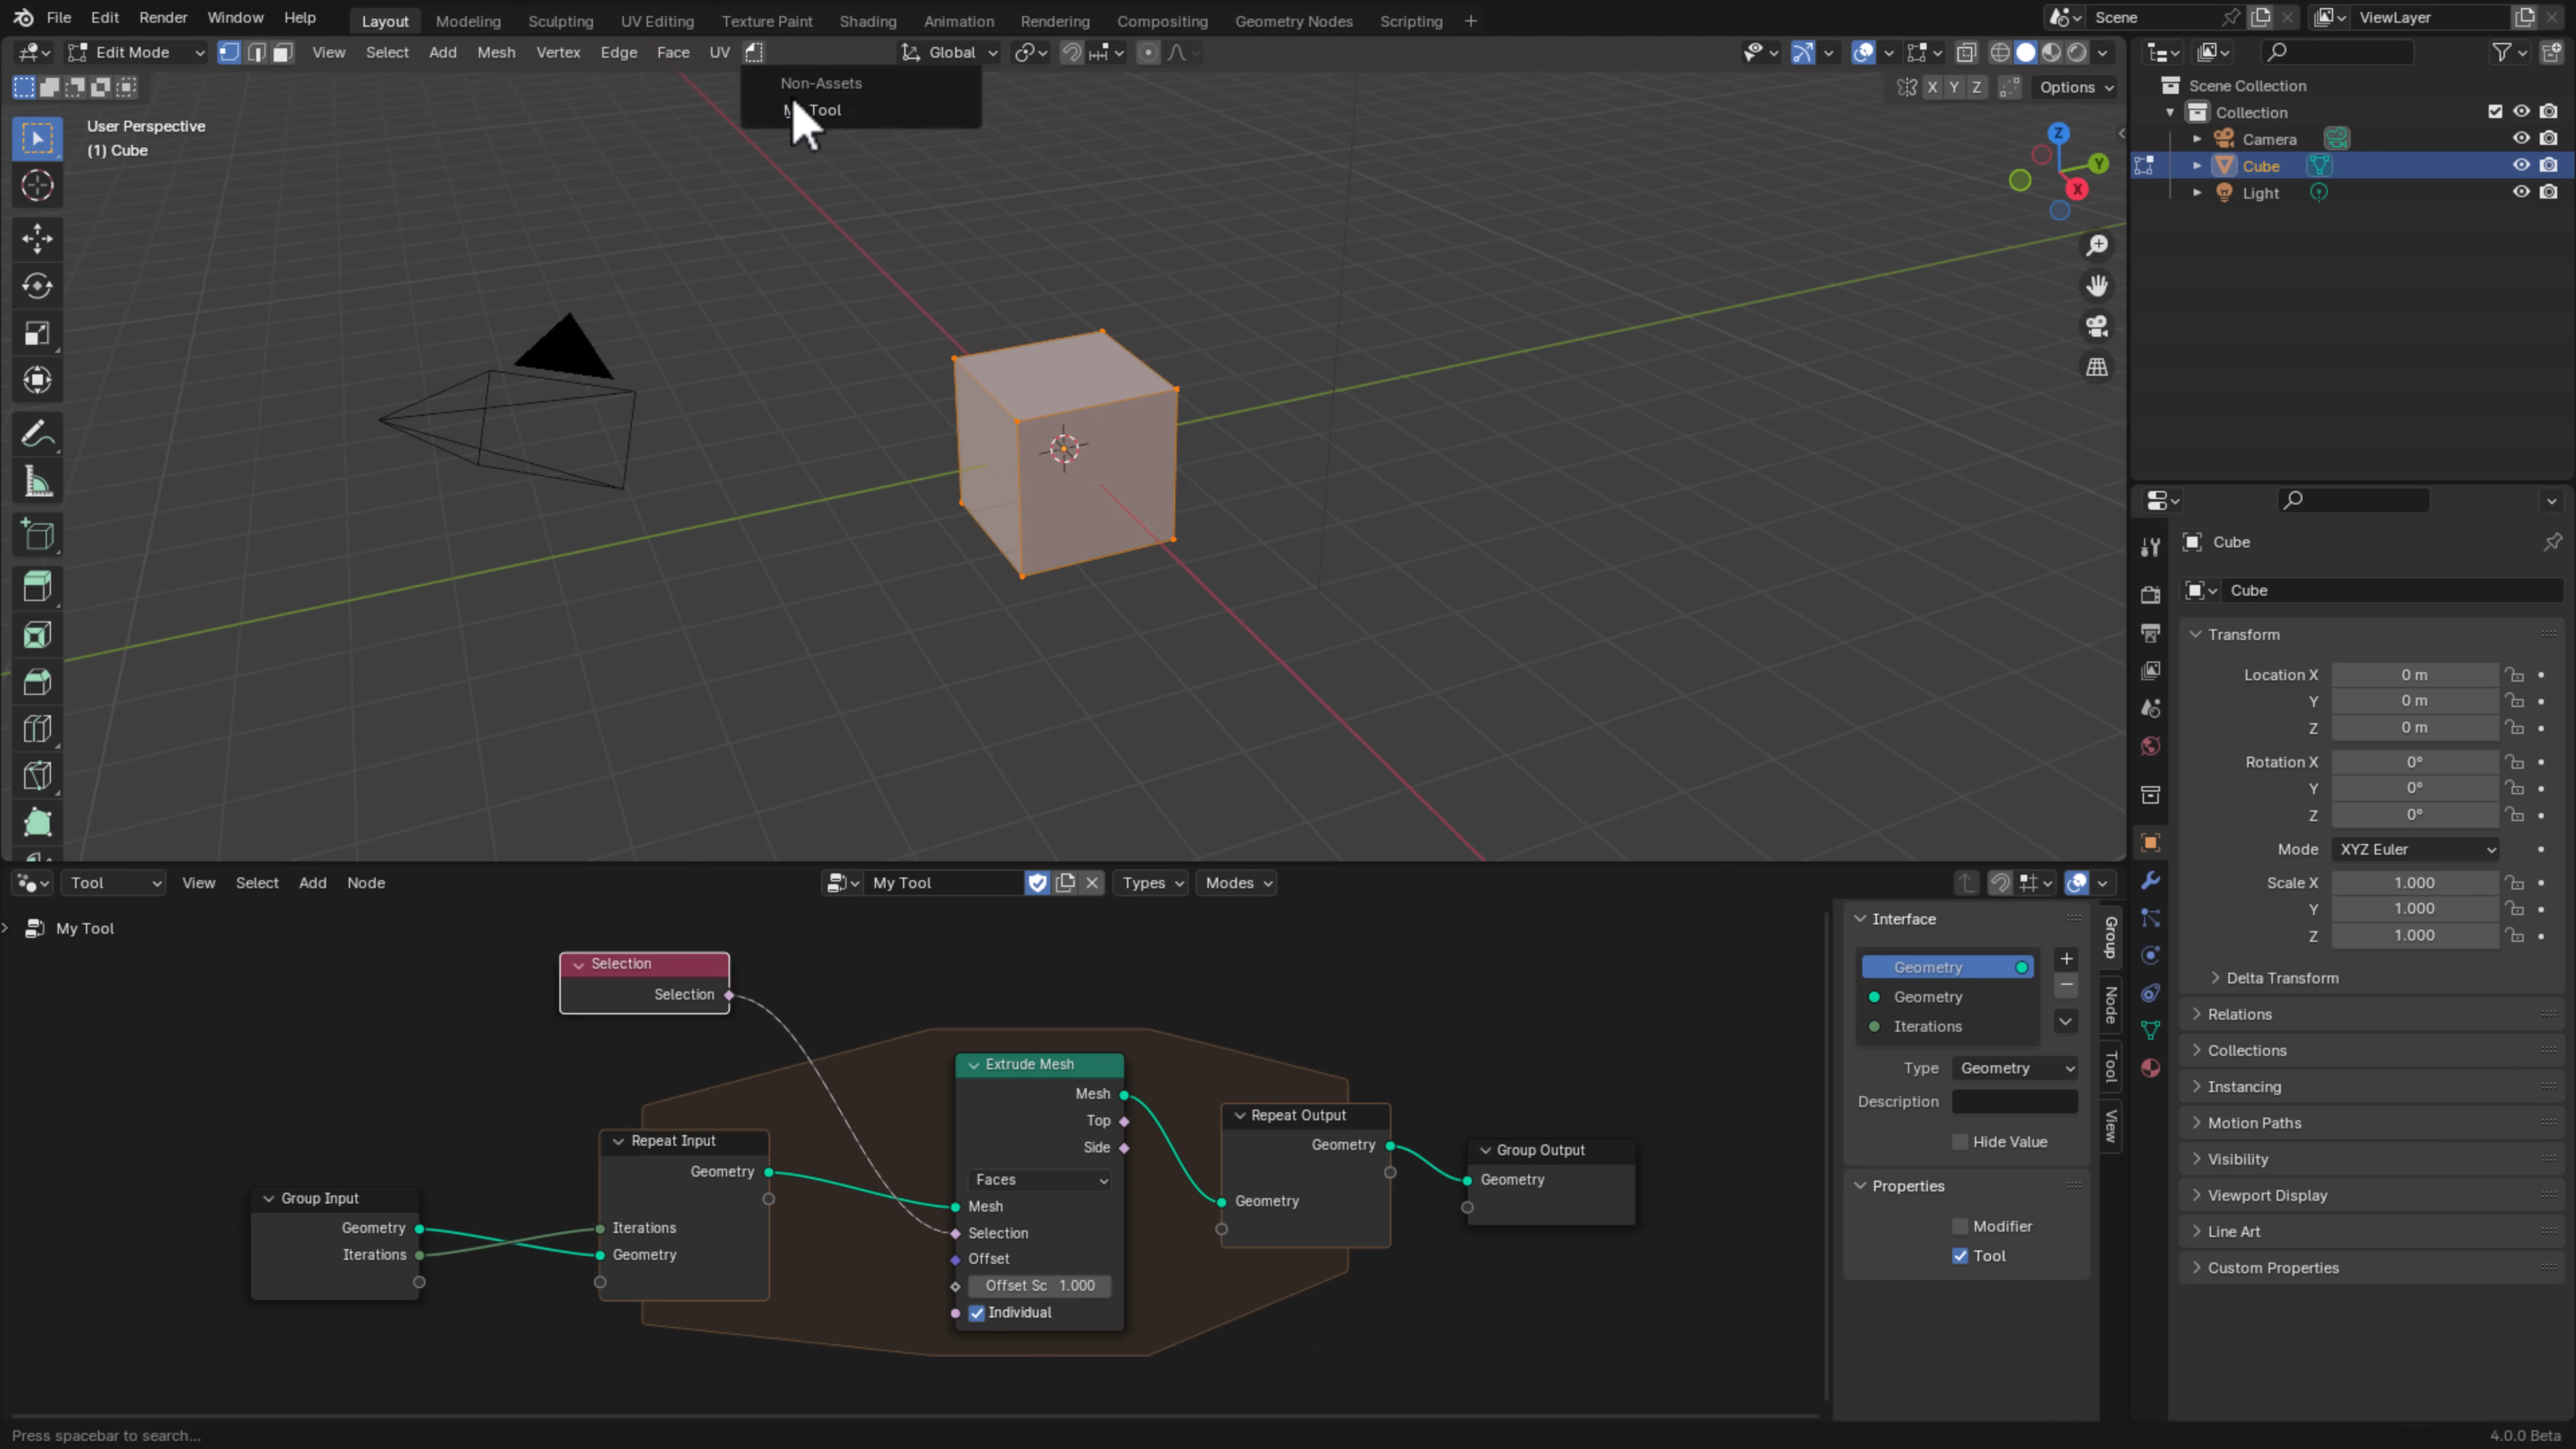 File Edit Render Window Help Layout Modeling Sculpting UV Editing Texture Paint Shading Animation Rendering Compositing Geometry Nodes Scripting + Scene ViewLayer
Edit Mode View Select Add Mesh Vertex Edge Face UV Global
Non-Assets
Tool
X Y Z Options
User Perspective
(1) Cube
Z
Y
X
Scene Collection
Collection
Camera
Cube
Light
Cube
Cube
Transform
Location X 0 m
Y 0 m
Z 0 m
Rotation X 0°
Y 0°
Z 0°
Mode XYZ Euler
Scale X 1.000
Y 1.000
Z 1.000
Delta Transform
Relations
Collections
Instancing
Motion Paths
Visibility
Viewport Display
Line Art
Custom Properties
Tool View Select Add Node My Tool Types Modes
My Tool
Selection
Selection
Extrude Mesh
Mesh
Top
Side
Faces
Mesh
Selection
Offset
Offset Sc 1.000
Individual
Repeat Input
Geometry
Iterations
Geometry
Group Input
Geometry
Iterations
Repeat Output
Geometry
Geometry
Group Output
Geometry
Interface
Geometry
Geometry
Iterations
Type Geometry
Description
Hide Value
Properties
Modifier
Tool
Group
Node
Tool
View
Press spacebar to search...
4.0.0 Beta